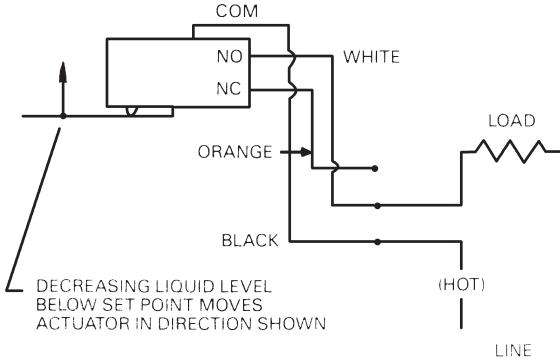 COM
NO
WHITE
NC
LOAD
ORANGE
BLACK
(HOT)
DECREASING LIQUID LEVEL
BELOW SET POINT MOVES
ACTUATOR IN DIRECTION SHOWN
LINE